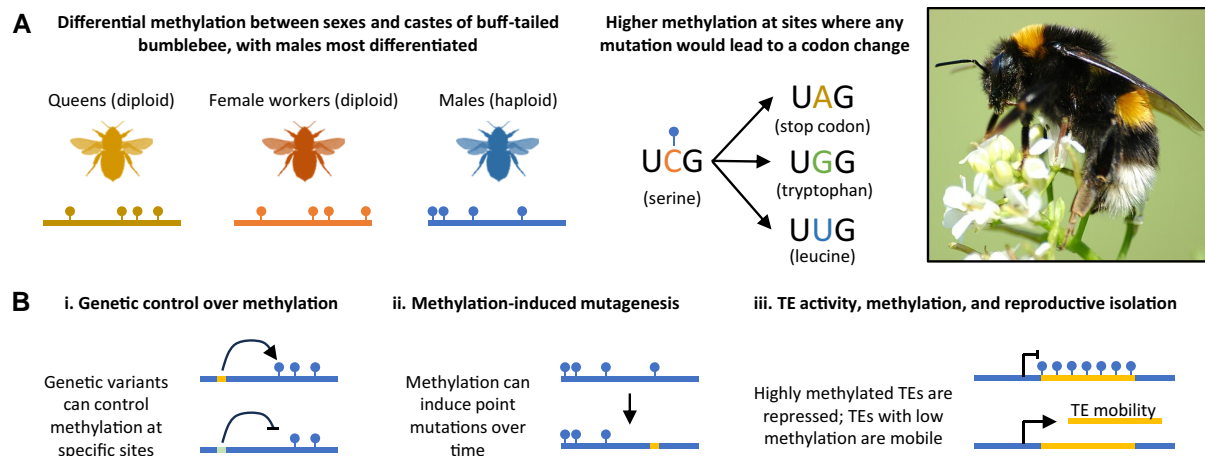 A
Differential methylation between sexes and castes of buff-tailed
bumblebee, with males most differentiated
Queens (diploid)
Female workers (diploid)
Males (haploid)
Higher methylation at sites where any
mutation would lead to a codon change
UCG
(serine)
UAG
(stop codon)
UGG
(tryptophan)
UUG
(leucine)
B
i. Genetic control over methylation
Genetic variants
can control
methylation at
specific sites
ii. Methylation-induced mutagenesis
Methylation can
induce point
mutations over
time
iii. TE activity, methylation, and reproductive isolation
Highly methylated TEs are
repressed; TEs with low
methylation are mobile
TE mobility